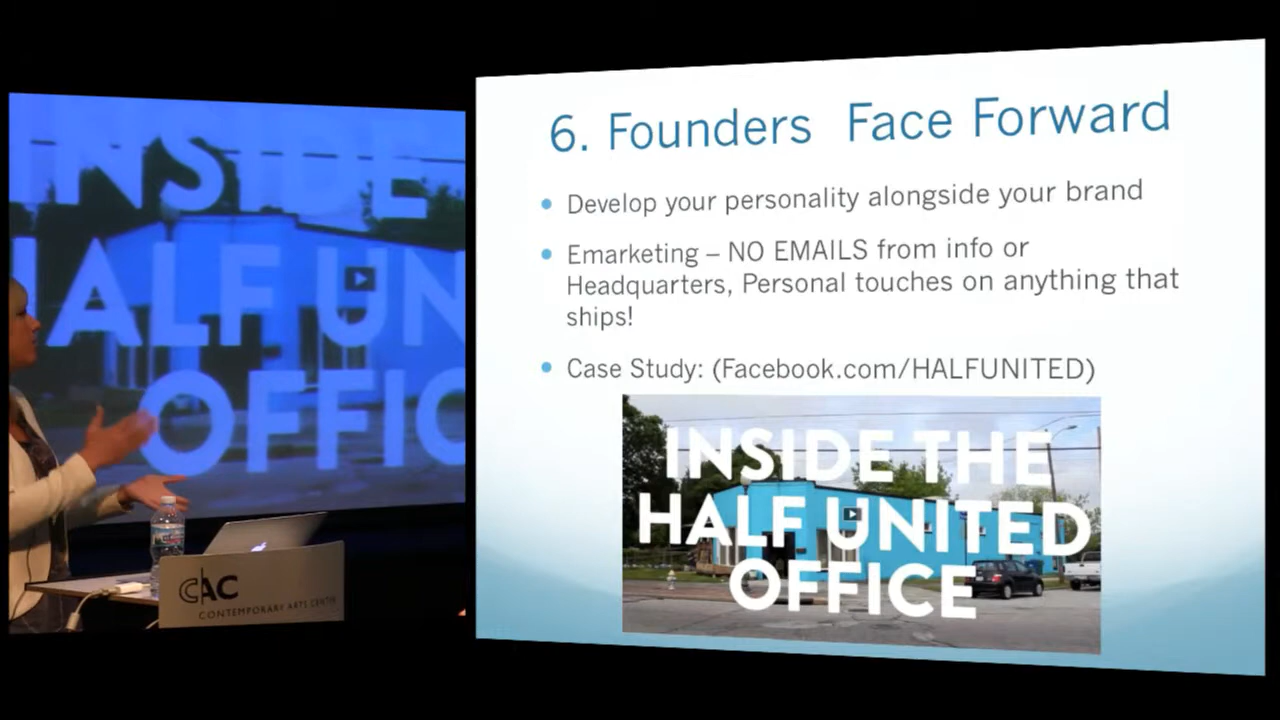 INSIDE
HALF UN
OFFIC
CAC
CONTEMPORARY ARTS CENTER
6. Founders Face Forward
Develop your personality alongside your brand
Emarketing – NO EMAILS from info or
Headquarters, Personal touches on anything that
ships!
Case Study: (Facebook.com/HALFUNITED)
INSIDE THE
HALF UNITED
OFFICE